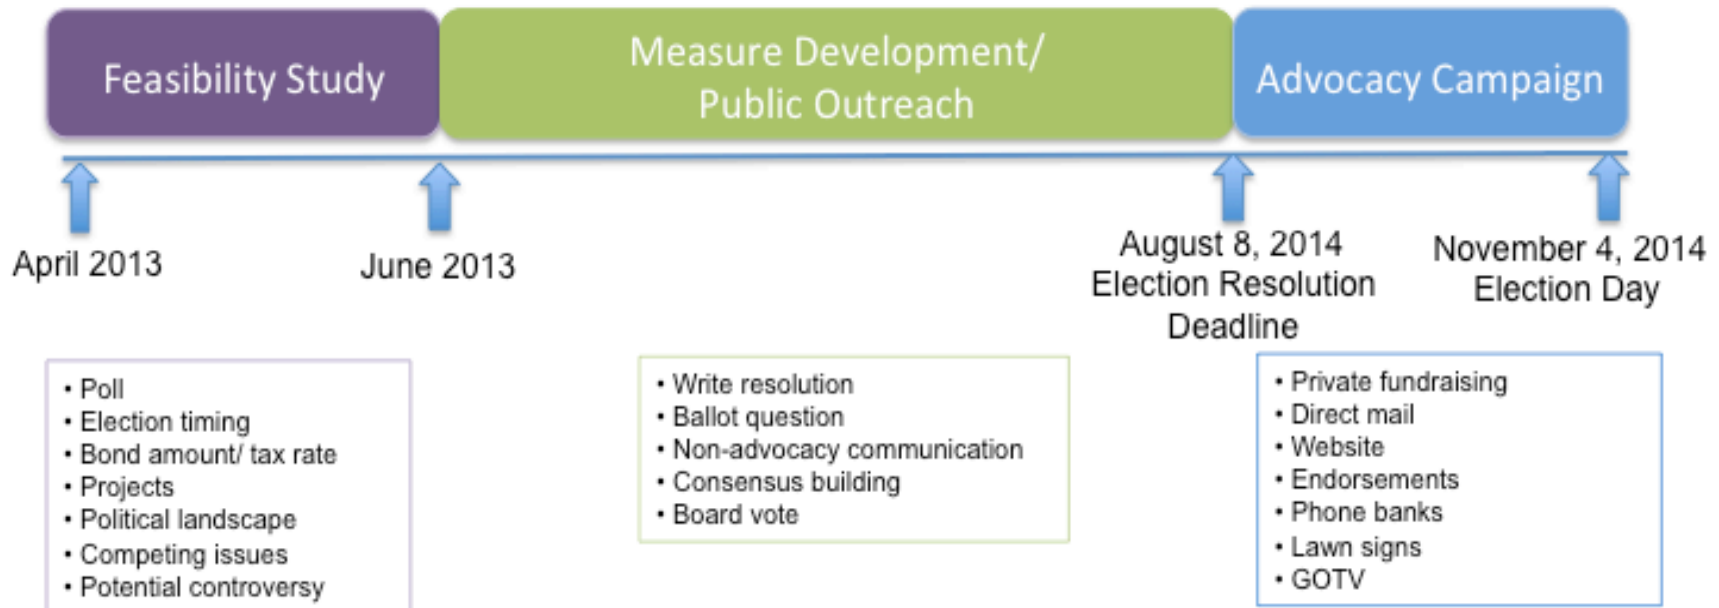 Feasibility Study
Measure Development/
Public Outreach
Advocacy Campaign
April 2013
June 2013
August 8, 2014
Election Resolution
Deadline
November 4, 2014
Election Day
• Poll
• Election timing
• Bond amount/ tax rate
• Projects
• Political landscape
• Competing issues
• Potential controversy
• Write resolution
• Ballot question
• Non-advocacy communication
• Consensus building
• Board vote
• Private fundraising
• Direct mail
• Website
• Endorsements
• Phone banks
• Lawn signs
• GOTV